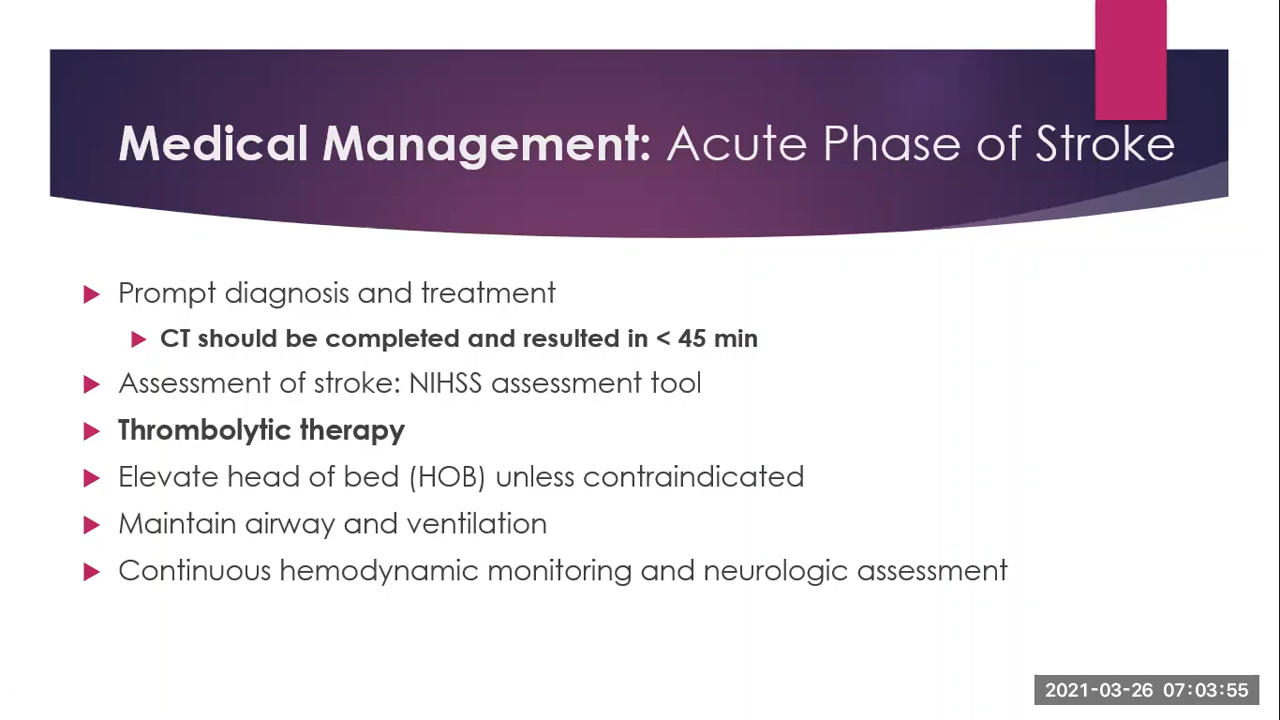 Medical Management: Acute Phase of Stroke
Prompt diagnosis and treatment
CT should be completed and resulted in < 45 min
Assessment of stroke: NIHSS assessment tool
Thrombolytic therapy
Elevate head of bed (HOB) unless contraindicated
Maintain airway and ventilation
Continuous hemodynamic monitoring and neurologic assessment
2021-03-26 07:03:55